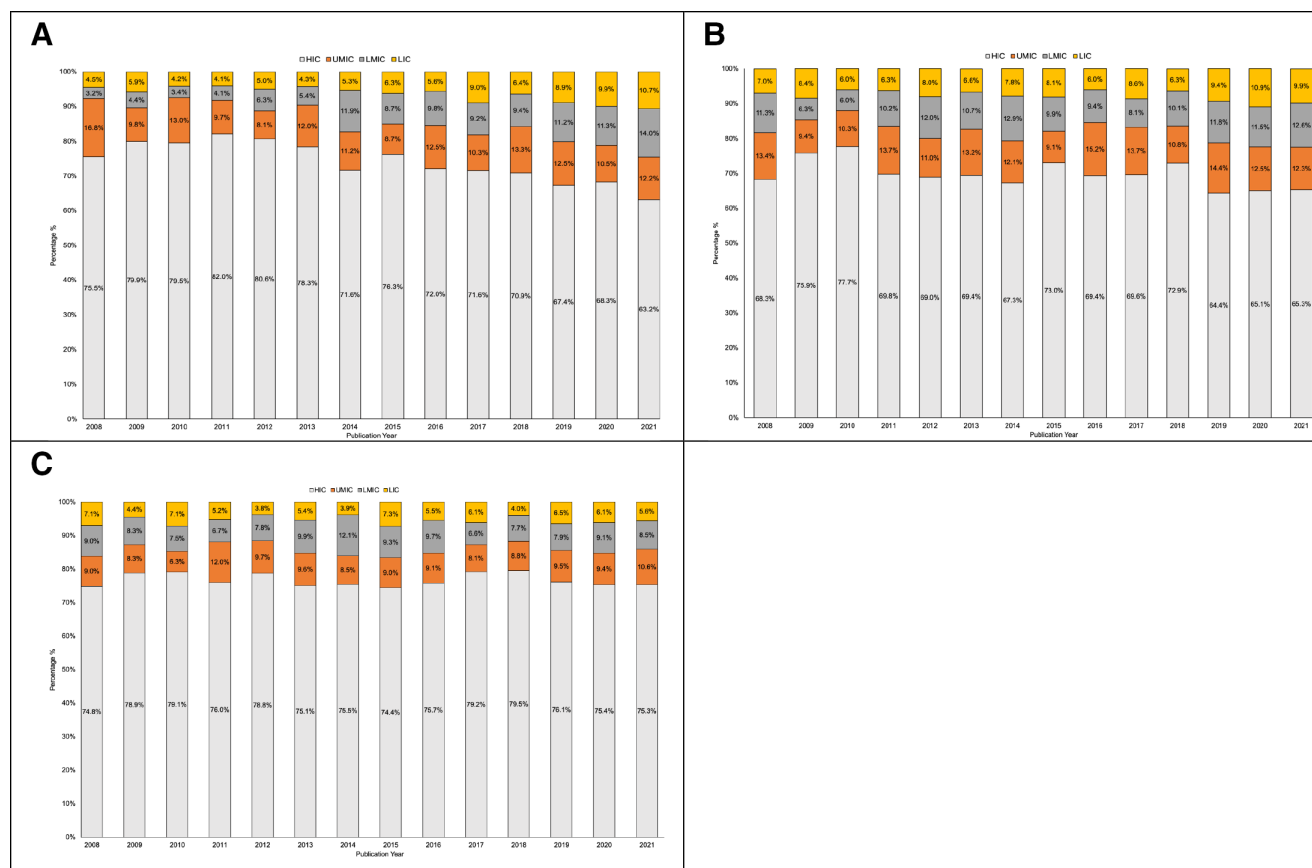 A
HIC UMIC LMIC LIC
100% 90% 80% 70% 60% 50% 40% 30% 20% 10% 0%
Percentage %
4.5% 5.9% 4.2% 4.1% 5.0% 4.3% 5.3% 6.3% 5.6% 9.0% 6.4% 8.9% 9.9% 10.7%
3.2% 4.4% 3.4% 4.1% 6.3% 5.4% 11.9% 8.7% 9.8% 9.2% 9.4% 11.2% 11.3% 14.0%
16.8% 9.8% 13.0% 9.7% 8.1% 12.0% 11.2% 8.7% 12.5% 10.3% 13.3% 12.5% 10.5% 12.2%
75.5% 79.9% 79.5% 82.0% 80.6% 78.3% 71.6% 76.3% 72.0% 71.6% 70.9% 67.4% 68.3% 63.2%
2008 2009 2010 2011 2012 2013 2014 2015 2016 2017 2018 2019 2020 2021
Publication Year
B
HIC UMIC LMIC LIC
100% 90% 80% 70% 60% 50% 40% 30% 20% 10% 0%
Percentage %
7.0% 8.4% 6.0% 6.3% 8.0% 6.6% 7.8% 8.1% 6.0% 8.6% 6.3% 9.4% 10.9% 9.9%
11.3% 6.3% 6.0% 10.2% 12.0% 10.7% 12.9% 9.9% 9.4% 8.1% 10.1% 11.8% 11.5% 12.6%
13.4% 9.4% 10.3% 13.7% 11.0% 13.2% 12.1% 9.1% 15.2% 13.7% 10.8% 14.4% 12.5% 12.3%
68.3% 75.9% 77.7% 69.8% 69.0% 69.4% 67.3% 73.0% 69.4% 69.6% 72.9% 64.4% 65.1% 65.3%
2008 2009 2010 2011 2012 2013 2014 2015 2016 2017 2018 2019 2020 2021
Publication Year
C
HIC UMIC LMIC LIC
100% 90% 80% 70% 60% 50% 40% 30% 20% 10% 0%
Percentage %
7.1% 4.4% 7.1% 5.2% 3.8% 5.4% 3.9% 7.3% 5.5% 6.1% 4.0% 6.5% 6.1% 5.6%
9.0% 8.3% 7.5% 6.7% 7.8% 9.9% 12.1% 9.3% 9.7% 6.6% 7.7% 7.9% 9.1% 8.5%
9.0% 8.3% 6.3% 12.0% 9.7% 9.6% 8.5% 9.0% 9.1% 8.1% 8.8% 9.5% 9.4% 10.6%
74.8% 78.9% 79.1% 76.0% 78.8% 75.1% 75.5% 74.4% 75.7% 79.2% 79.5% 76.1% 75.4% 75.3%
2008 2009 2010 2011 2012 2013 2014 2015 2016 2017 2018 2019 2020 2021
Publication Year